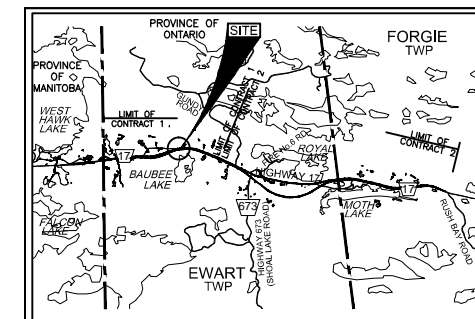 PROVINCE OF
ONTARIO
SITE
FORGIE
TWP
PROVINCE
OF
MANITOBA
WEST
HAWK
LAKE
LIMIT OF
CONTRACT 1
GUNDY
ROAD
LIMIT OF
CONTRACT 2
LIMIT OF
CONTRACT
LIMIT OF
CONTRACT 2
ROYAL
LAKE
17
BAUBEE
LAKE
HIGHWAY 17
17
MOTH
LAKE
673
FALCON
LAKE
HIGHWAY 673
(SHOAL LAKE ROAD)
RUSH BAY ROAD
EWART
TWP